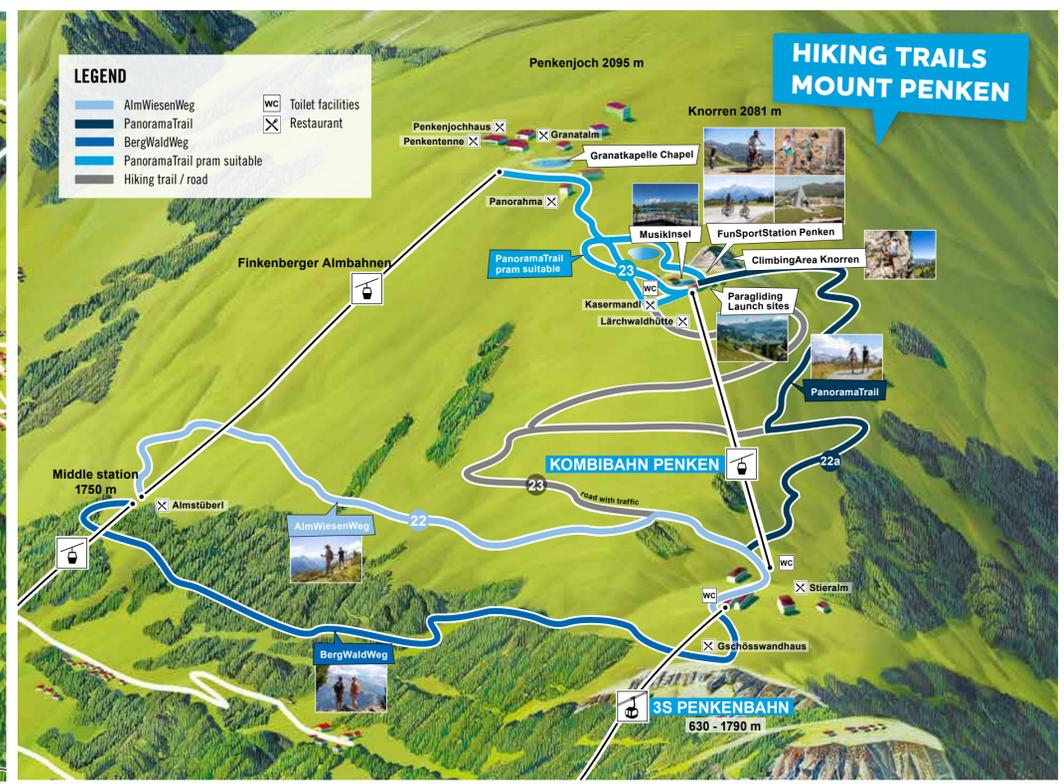 HIKING TRAILS
MOUNT PENKEN
LEGEND
AlmWiesenWeg
PanoramaTrail
BergWaldWeg
PanoramaTrail pram suitable
Hiking trail / road
WC Toilet facilities
Restaurant
Penkenjoch 2095 m
Knorren 2081 m
Penkenjochhaus
Granatalm
Penkentenne
Granatkapelle Chapel
Panorahma
MusikInsel
FunSportStation Penken
ClimbingArea Knorren
PanoramaTrail
pram suitable
23
WC
Finkenberger Almbahnen
Kasermandl
Paragliding
Launch sites
Lärchwaldhütte
PanoramaTrail
KOMBIBAHN PENKEN
22a
Middle station
1750 m
23
road with traffic
Almstüberl
22
AlmWiesenWeg
WC
Stieralm
WC
Gschösswandhaus
BergWaldWeg
3S PENKENBAHN
630 - 1790 m